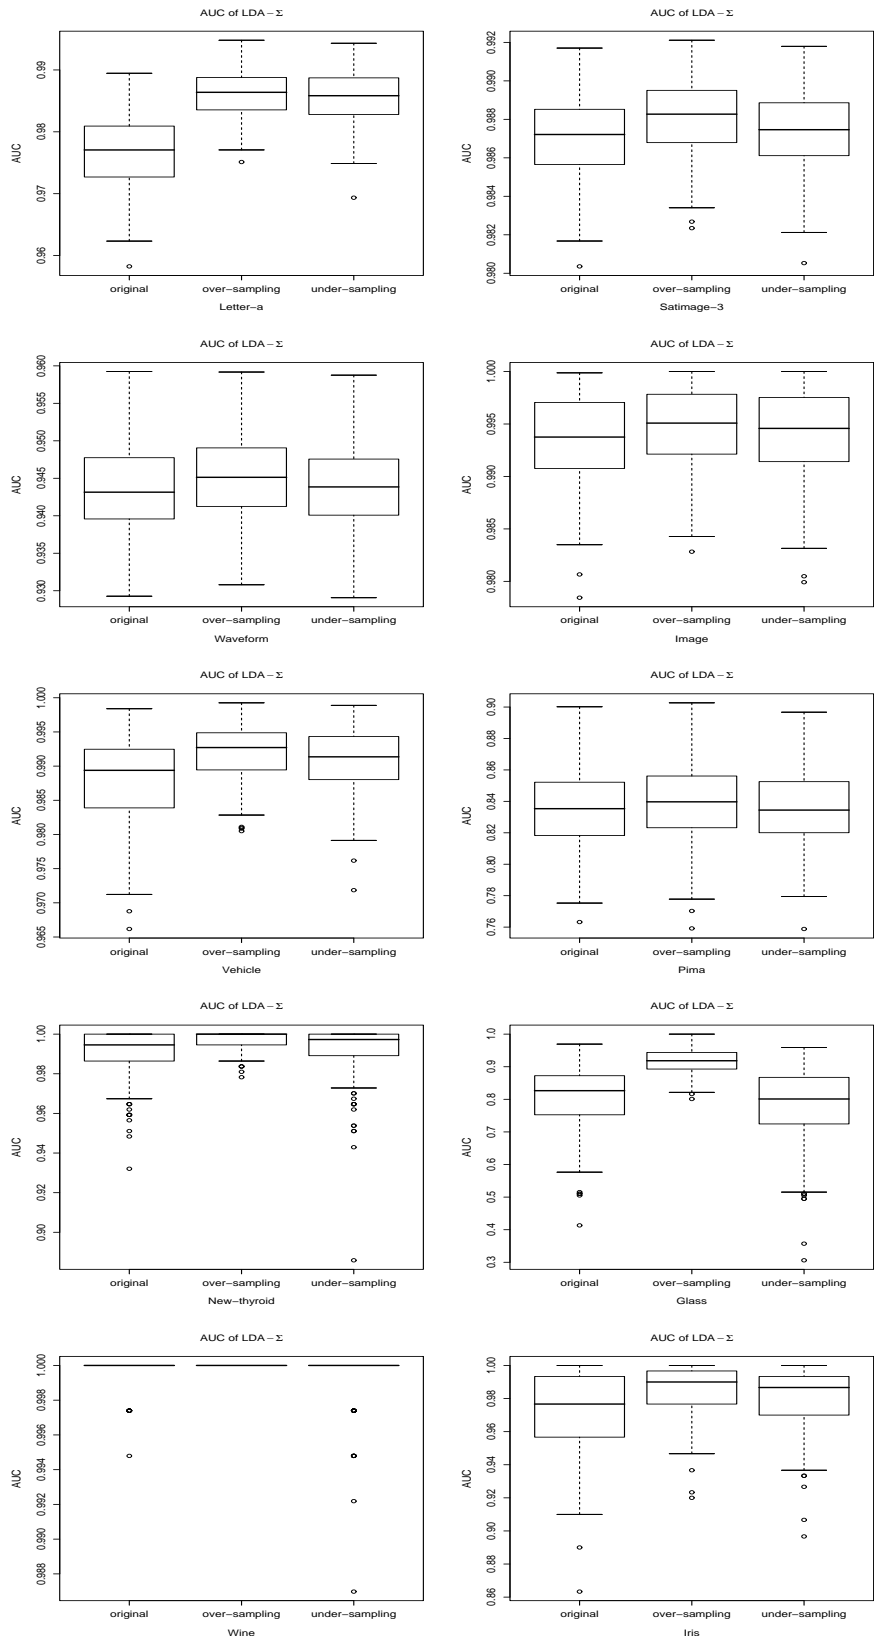 AUC of LDA − Σ
AUC
0.96 0.97 0.98 0.99
original over−sampling under−sampling
Letter−a
AUC of LDA − Σ
AUC
0.980 0.982 0.984 0.986 0.988 0.990 0.992
original over−sampling under−sampling
Satimage−3
AUC of LDA − Σ
AUC
0.930 0.935 0.940 0.945 0.950 0.955 0.960
original over−sampling under−sampling
Waveform
AUC of LDA − Σ
AUC
0.980 0.985 0.990 0.995 1.000
original over−sampling under−sampling
Image
AUC of LDA − Σ
AUC
0.965 0.970 0.975 0.980 0.985 0.990 0.995 1.000
original over−sampling under−sampling
Vehicle
AUC of LDA − Σ
AUC
0.76 0.78 0.80 0.82 0.84 0.86 0.88 0.90
original over−sampling under−sampling
Pima
AUC of LDA − Σ
AUC
0.90 0.92 0.94 0.96 0.98 1.00
original over−sampling under−sampling
New−thyroid
AUC of LDA − Σ
AUC
0.3 0.4 0.5 0.6 0.7 0.8 0.9 1.0
original over−sampling under−sampling
Glass
AUC of LDA − Σ
AUC
0.988 0.990 0.992 0.994 0.996 0.998 1.000
original over−sampling under−sampling
Wine
AUC of LDA − Σ
AUC
0.86 0.88 0.90 0.92 0.94 0.96 0.98 1.00
original over−sampling under−sampling
Iris